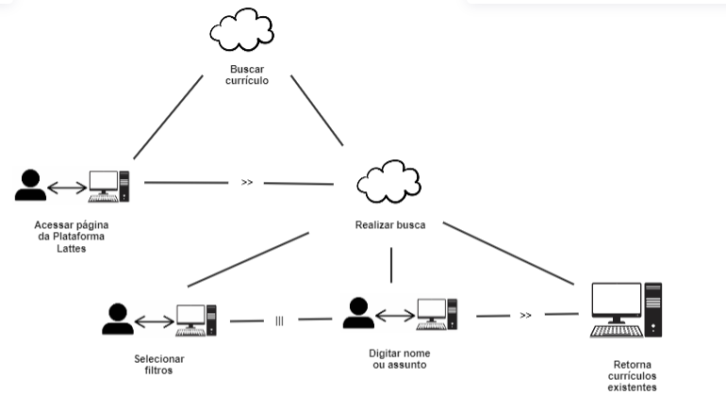 Buscar
currículo
>>
Acessar página
da Plataforma
Lattes
Realizar busca
|||
>>
Selecionar
filtros
Digitar nome
ou assunto
Retorna
currículos
existentes